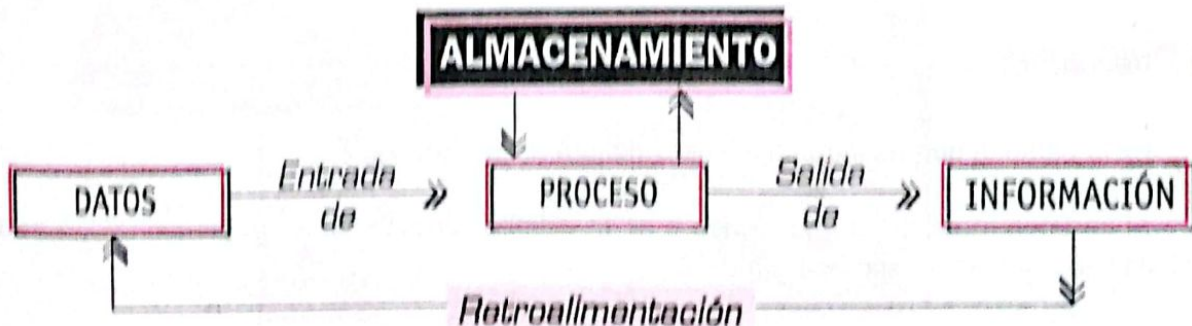 ALMACENAMIENTO
DATOS
Entrada
de
PROCESO
Salida
de
INFORMACIÓN
Retroalimentación